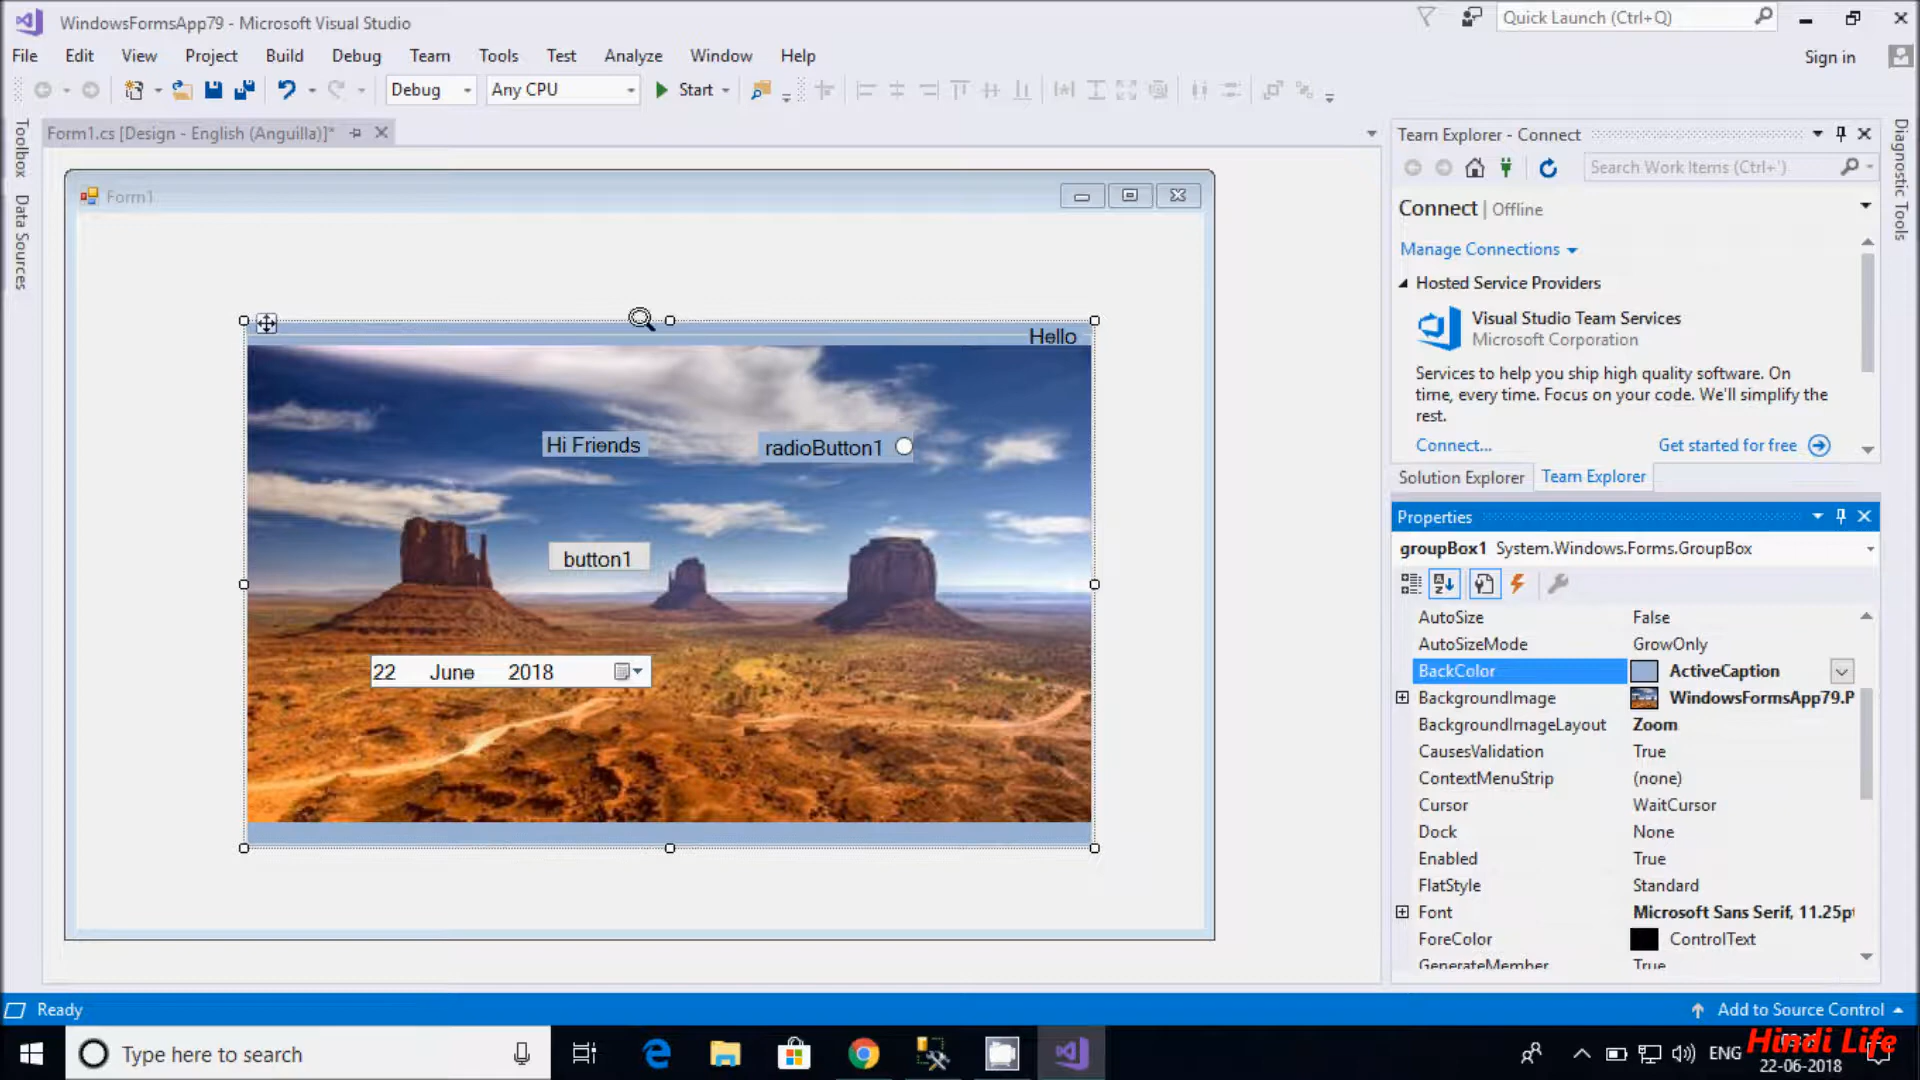 WindowsFormsApp79 - Microsoft Visual Studio
Quick Launch (Ctrl+Q)
File Edit View Project Build Debug Team Tools Test Analyze Window Help
Sign in
Debug Any CPU Start
Form1.cs [Design - English (Anguilla)]*
Toolbox
Data Sources
Form1
Hello
Hi Friends
radioButton1
button1
22 June 2018
Team Explorer - Connect
Search Work Items (Ctrl+')
Connect | Offline
Manage Connections
Hosted Service Providers
Visual Studio Team Services
Microsoft Corporation
Services to help you ship high quality software. On
time, every time. Focus on your code. We'll simplify the
rest.
Connect... Get started for free
Solution Explorer Team Explorer
Diagnostic Tools
Properties
groupBox1 System.Windows.Forms.GroupBox
AutoSize False
AutoSizeMode GrowOnly
BackColor ActiveCaption
BackgroundImage WindowsFormsApp79.P
BackgroundImageLayout Zoom
CausesValidation True
ContextMenuStrip (none)
Cursor WaitCursor
Dock None
Enabled True
FlatStyle Standard
Font Microsoft Sans Serif, 11.25pt
ForeColor ControlText
GenerateMember True
Ready
Add to Source Control
Type here to search
ENG
Hindi Life
22-06-2018